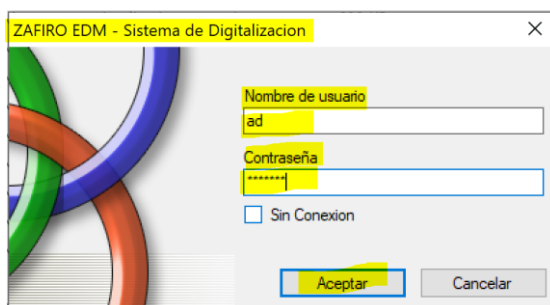 ZAFIRO EDM - Sistema de Digitalizacion
Nombre de usuario
ad
Contraseña
*******
Sin Conexion
Aceptar
Cancelar